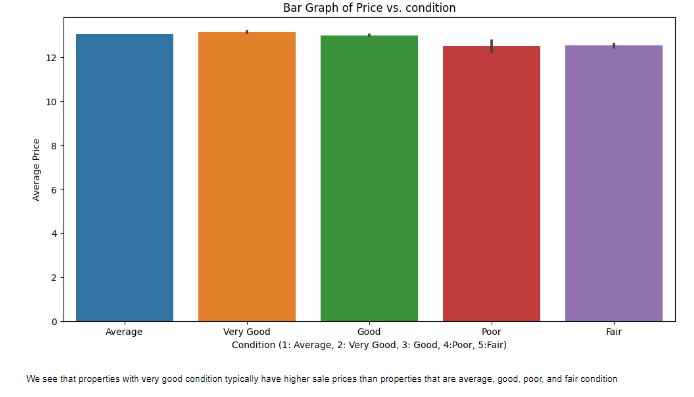 Bar Graph of Price vs. condition
12
10
8
6
4
2
0
Average Price
Average Very Good Good Poor Fair
Condition (1: Average, 2: Very Good, 3: Good, 4:Poor, 5:Fair)
We see that properties with very good condition typically have higher sale prices than properties that are average, good, poor, and fair condition